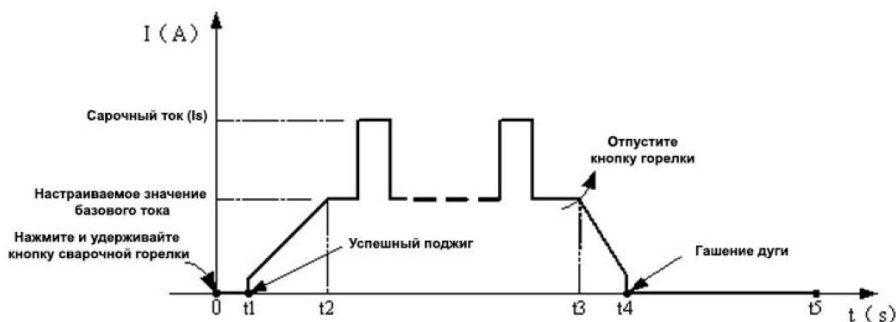 I (A)
Сарочный ток (Is)
Отпустите
кнопку горелки
Настраиваемое значение
базового тока
Нажмите и удерживайте
кнопку сварочной горелки
Успешный поджиг
Гашение дуги
0 t1 t2 t3 t4 t5 t (s)